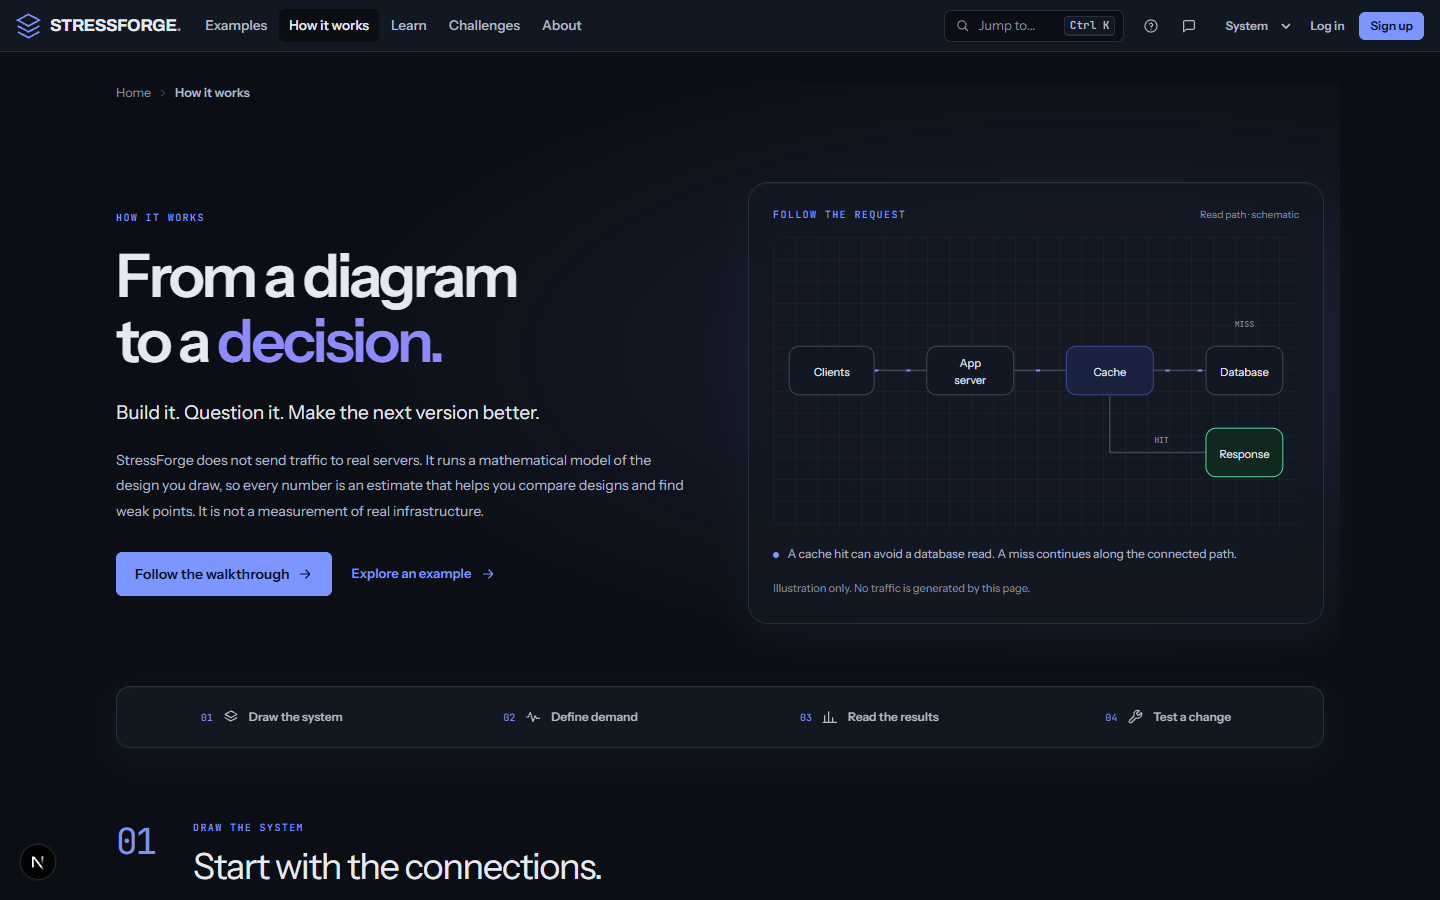 STRESSFORGE.
Examples
How it works
Learn
Challenges
About
Jump to...
Ctrl K
System
Log in
Sign up
Home
How it works
HOW IT WORKS
From a diagram
to a decision.
Build it. Question it. Make the next version better.
StressForge does not send traffic to real servers. It runs a mathematical model of the
design you draw, so every number is an estimate that helps you compare designs and find
weak points. It is not a measurement of real infrastructure.
Follow the walkthrough →
Explore an example →
FOLLOW THE REQUEST
Read path · schematic
MISS
Clients
App
server
Cache
Database
HIT
Response
A cache hit can avoid a database read. A miss continues along the connected path.
Illustration only. No traffic is generated by this page.
01 Draw the system
02 Define demand
03 Read the results
04 Test a change
01
DRAW THE SYSTEM
Start with the connections.
N